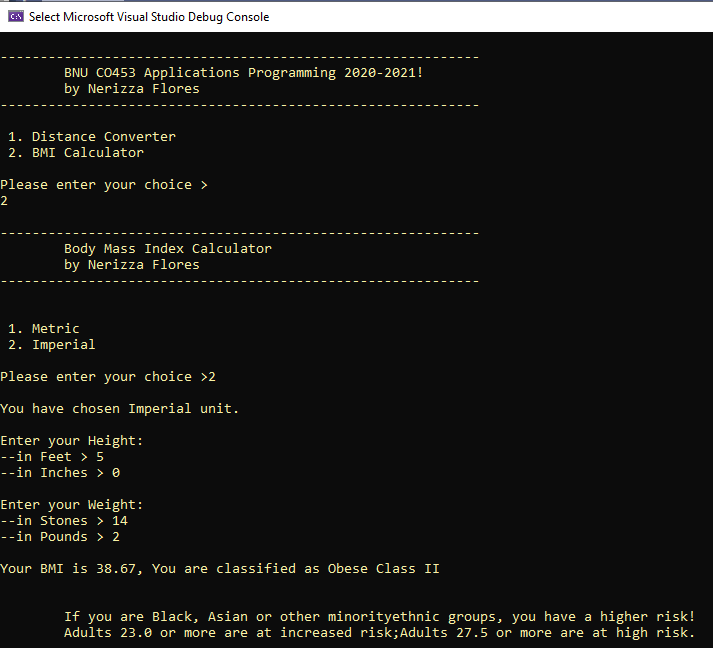 Select Microsoft Visual Studio Debug Console
------------------------------------------------------------
BNU CO453 Applications Programming 2020-2021!
by Nerizza Flores
------------------------------------------------------------
1. Distance Converter
2. BMI Calculator
Please enter your choice >
2
------------------------------------------------------------
Body Mass Index Calculator
by Nerizza Flores
------------------------------------------------------------
1. Metric
2. Imperial
Please enter your choice >2
You have chosen Imperial unit.
Enter your Height:
--in Feet > 5
--in Inches > 0
Enter your Weight:
--in Stones > 14
--in Pounds > 2
Your BMI is 38.67, You are classified as Obese Class II
If you are Black, Asian or other minorityethnic groups, you have a higher risk!
Adults 23.0 or more are at increased risk;Adults 27.5 or more are at high risk.